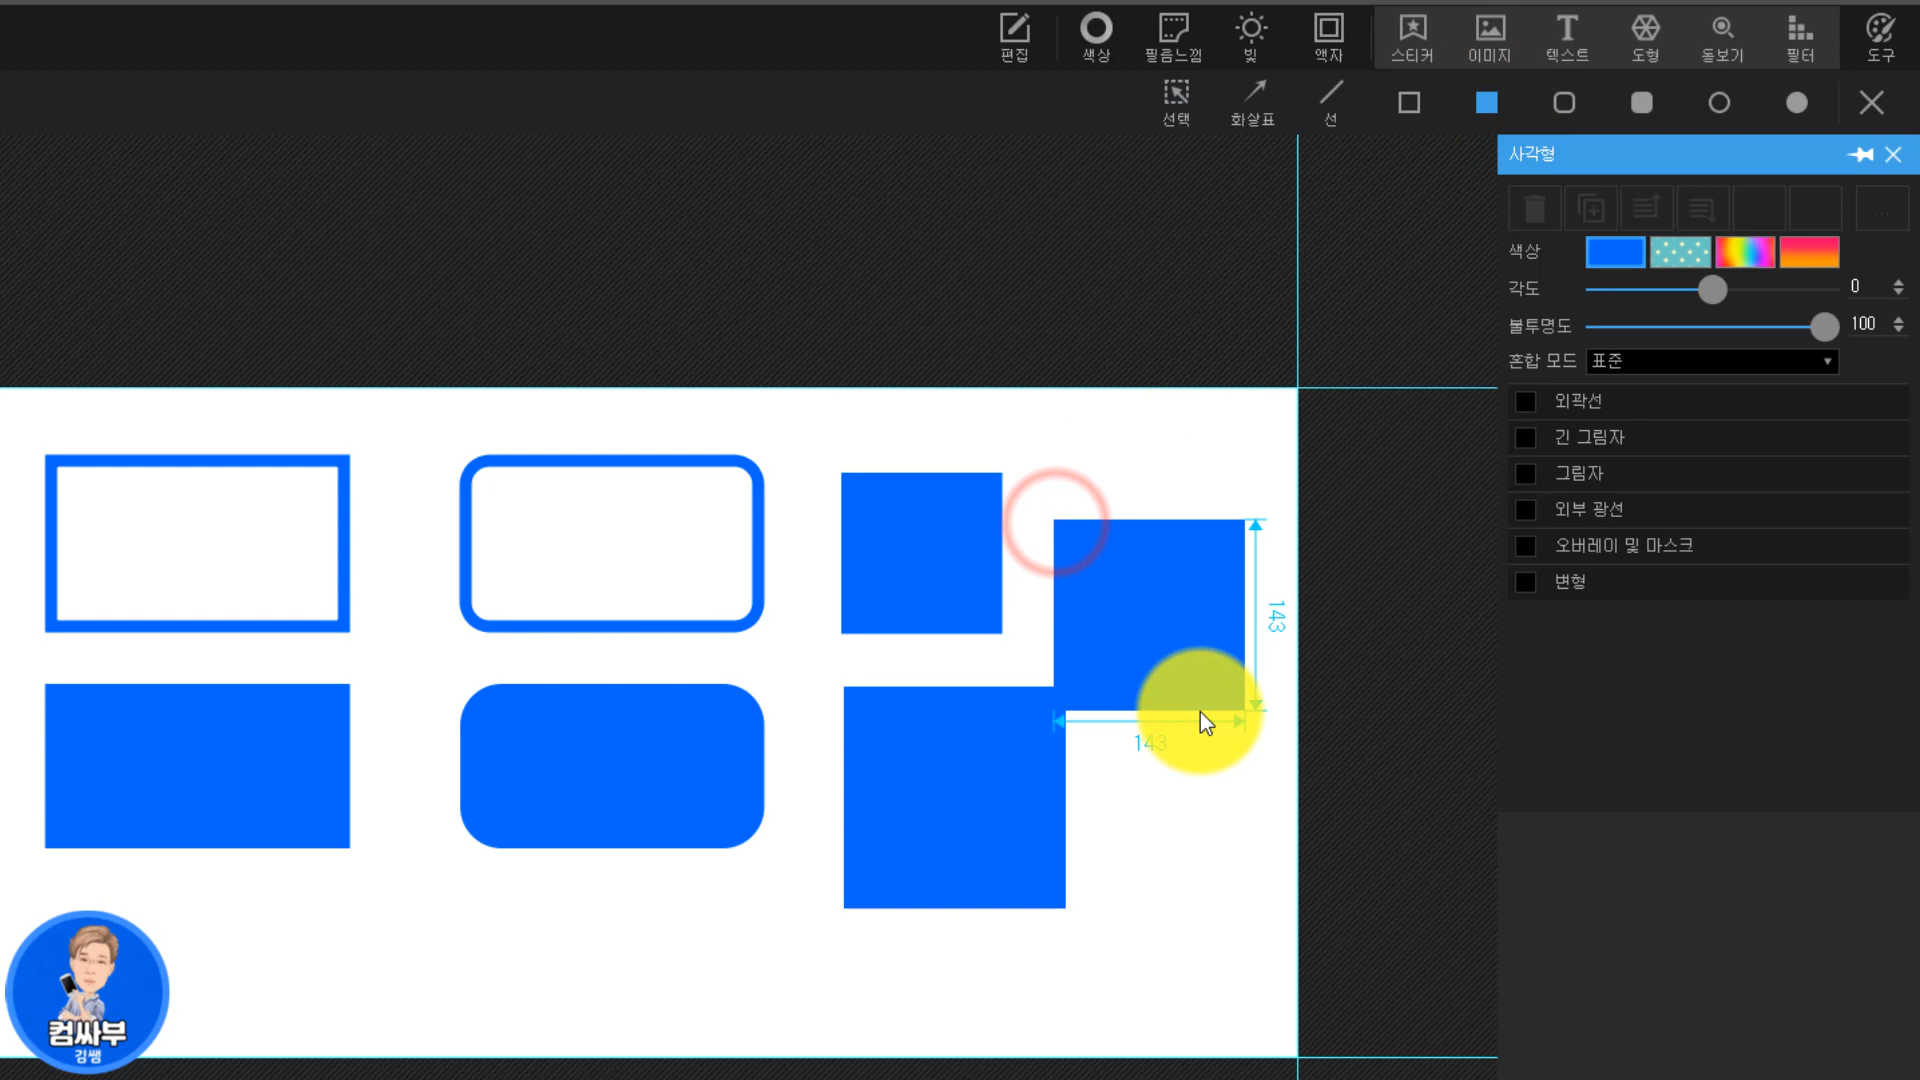 편집 색상 필름느낌 빛 액자 스티커 이미지 텍스트 도형 돋보기 필터 도구
선택 화살표 선
사각형
...
색상
각도 0
불투명도 100
혼합 모드 표준
외곽선
긴 그림자
그림자
외부 광선
오버레이 및 마스크
변형
143
143
컴싸부
김쌤